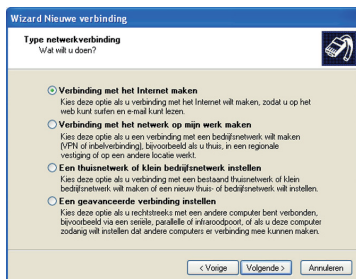 Wizard Nieuwe verbinding
Type netwerkverbinding
Wat wilt u doen?
Verbinding met het Internet maken
Kies deze optie als u verbinding met het Internet wilt maken, zodat u op het
web kunt surfen en e-mail kunt lezen.
Verbinding met het netwerk op mijn werk maken
Kies deze optie als u een verbinding met een bedrijfsnetwerk wilt maken
(VPN of inbelverbinding), bijvoorbeeld als u thuis, in een regionale
vestiging of op een andere locatie werkt.
Een thuisnetwerk of klein bedrijfsnetwerk instellen
Kies deze optie als u verbinding met een bestaand thuisnetwerk of klein
bedrijfsnetwerk wilt maken of een nieuw thuis- of bedrijfsnetwerk wilt instellen.
Een geavanceerde verbinding instellen
Kies deze optie als u rechtstreeks met een andere computer bent verbonden,
bijvoorbeeld via een seriële, parallelle of infraroodpoort, of als u deze computer
zodanig wilt instellen dat andere computers er verbinding mee kunnen maken.
< Vorige
Volgende >
Annuleren